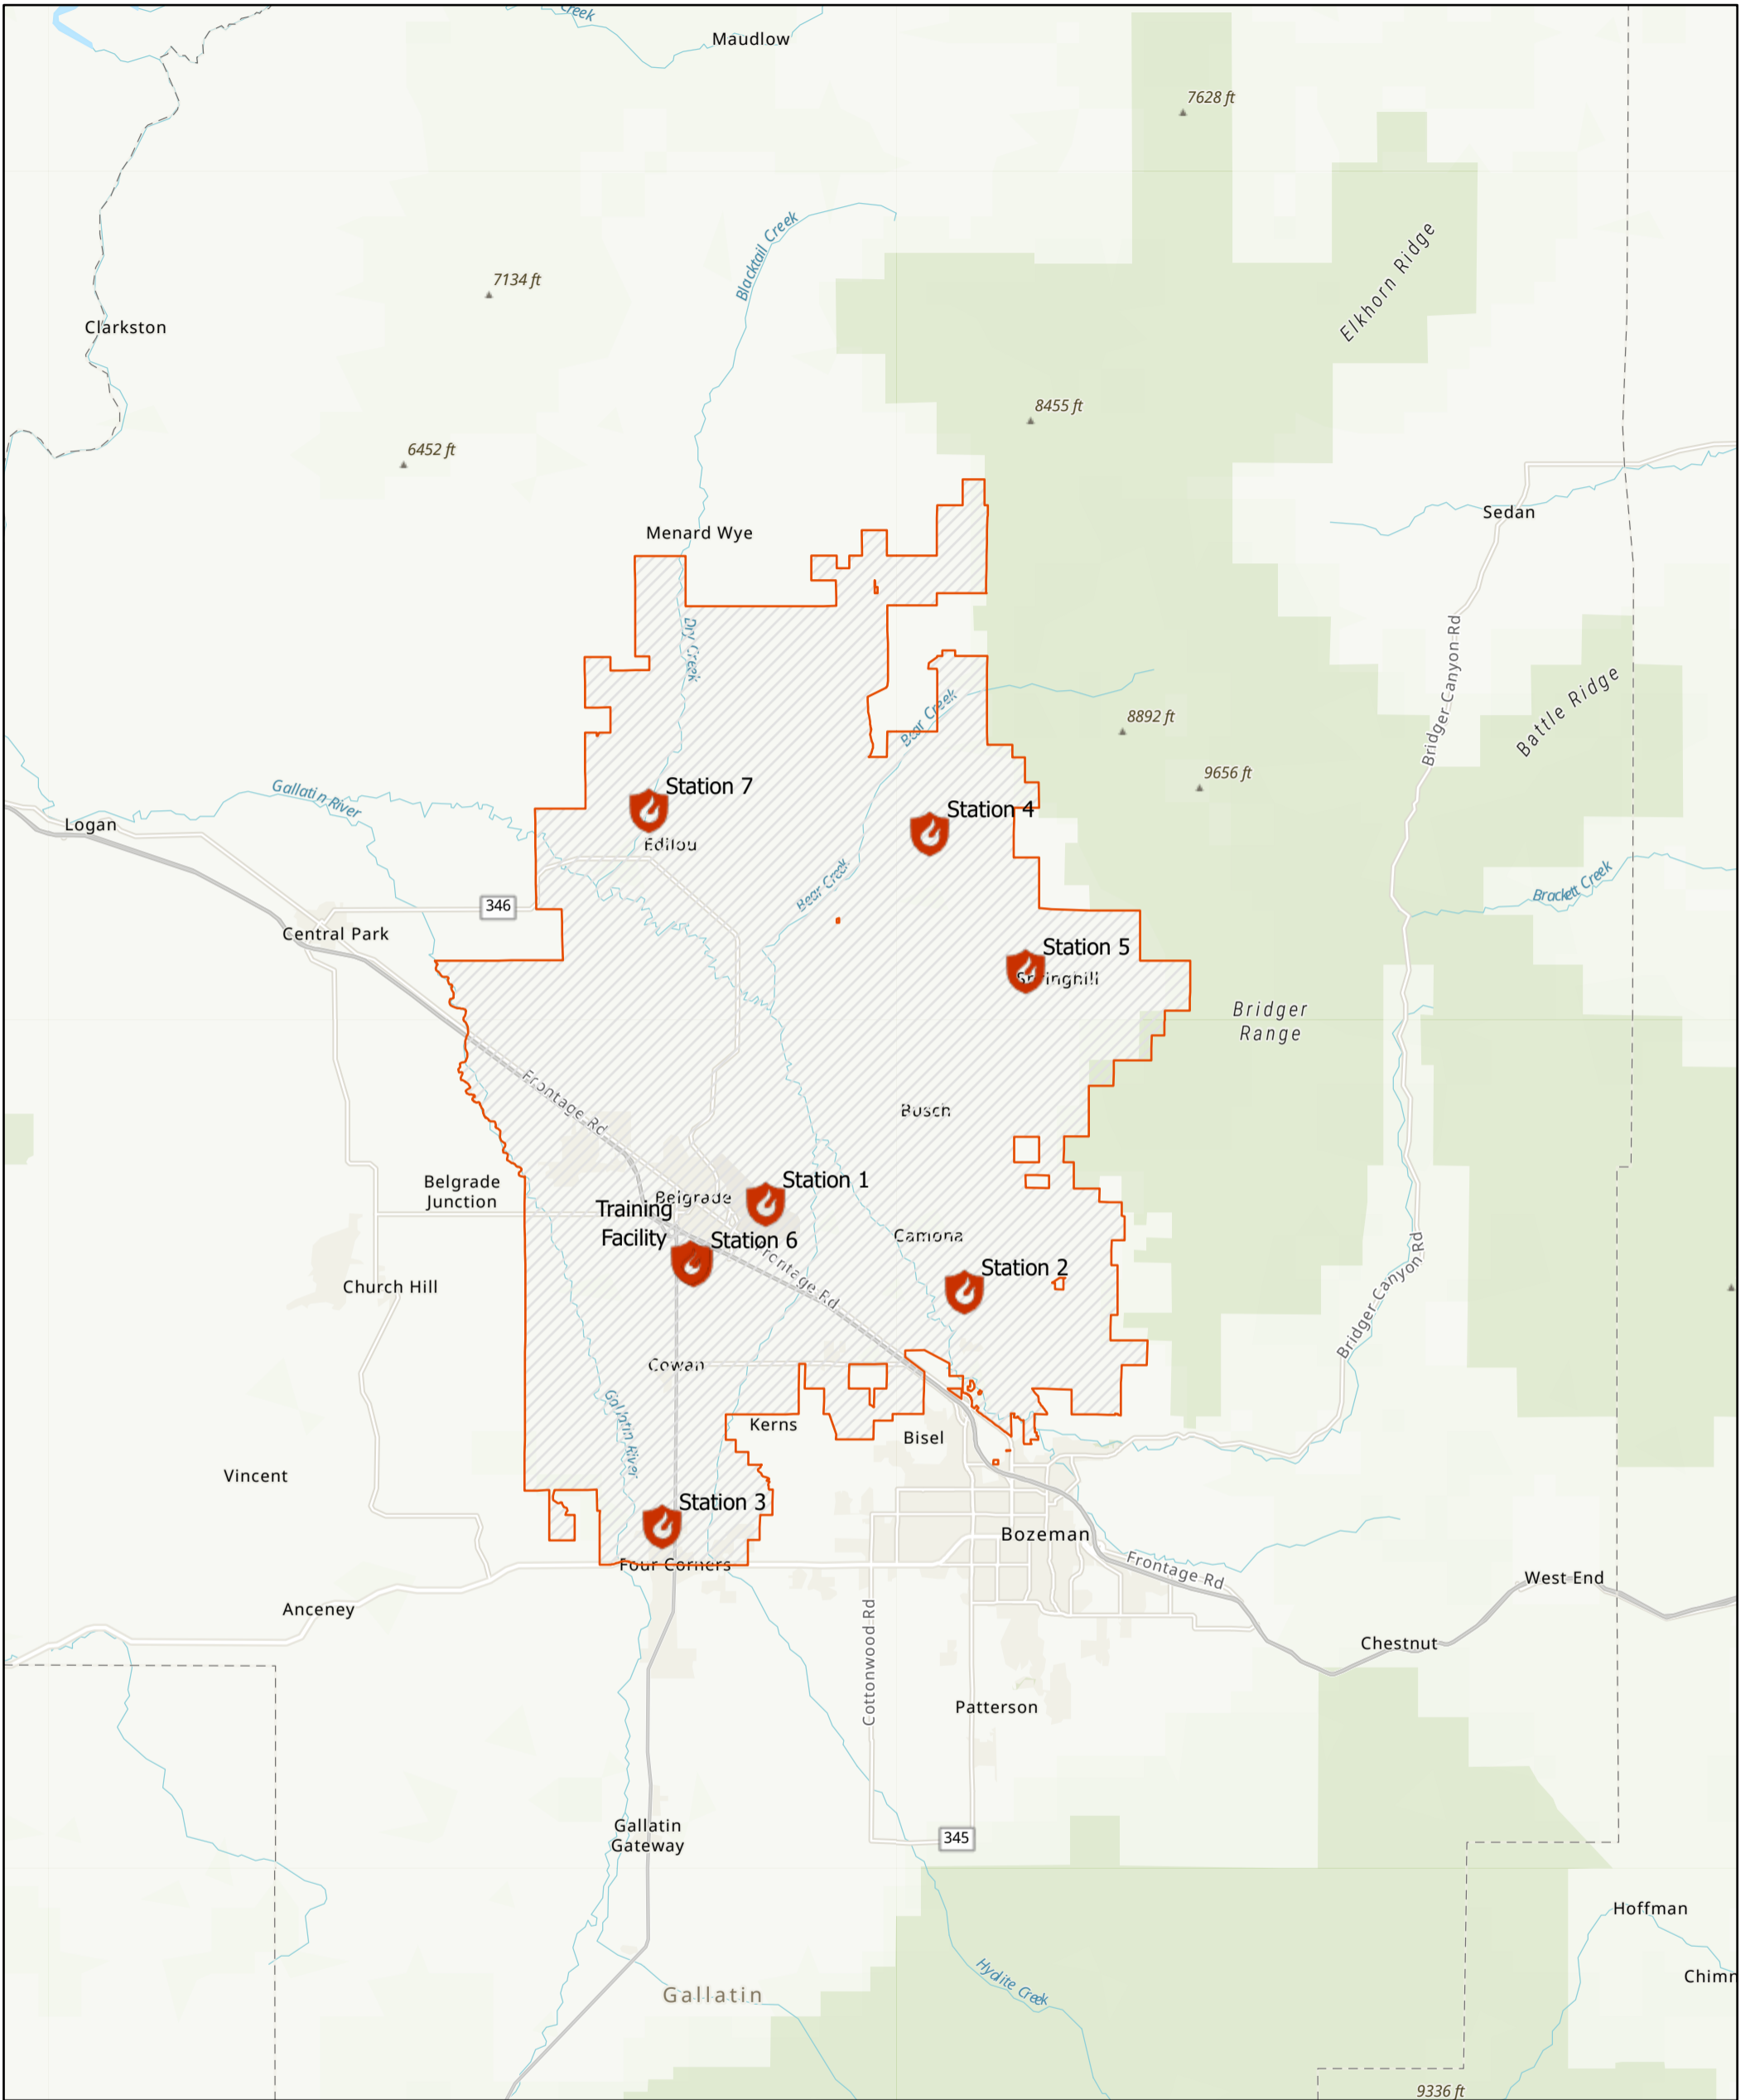 Creek
Maudlow
7628 ft
Blacktail Creek
Elkhorn Ridge
7134 ft
Clarkston
8455 ft
6452 ft
Sedan
Menard Wye
Dry Creek
Bridger Canyon Rd
Battle Ridge
Bear Creek
8892 ft
9656 ft
Gallatin River
Station 7
Station 4
Logan
Edilou
Bear Creek
Brackett Creek
346
Central Park
Station 5
Springhill
Bridger
Range
Frontage Rd
Busch
Belgrade
Junction
Station 1
Belgrade
Training
Facility
Station 6
Camona
Frontage Rd
Station 2
Church Hill
Bridger Canyon Rd
Cowan
Gallatin River
Kerns
Bisel
Vincent
Station 3
Bozeman
Four Corners
Frontage Rd
West End
Anceney
Cottonwood Rd
Chestnut
Patterson
Gallatin
Gateway
345
Hoffman
Hyalite Creek
Chimn
Gallatin
9336 ft